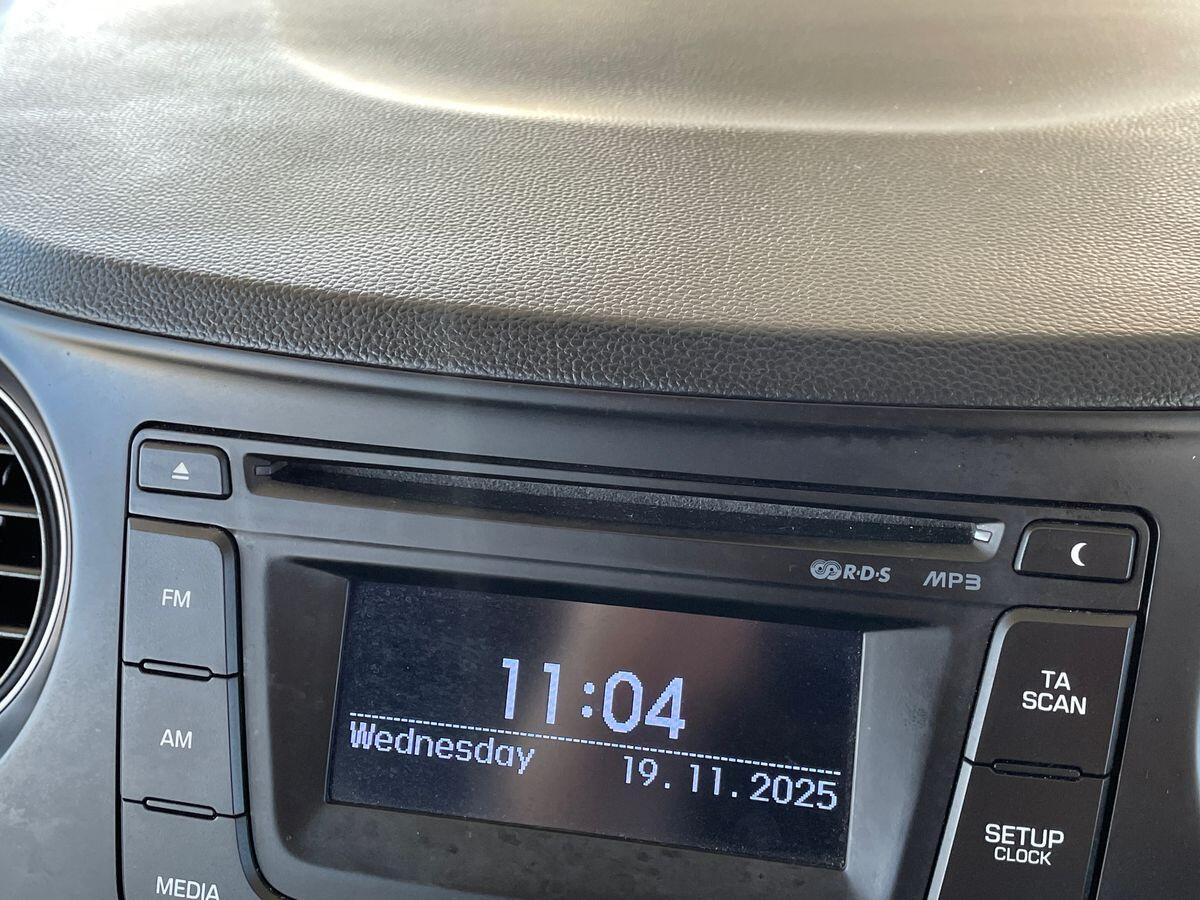 R·D·S
MP3
FM
TA
SCAN
11:04
AM
Wednesday
19.11.2025
SETUP
CLOCK
MEDIA